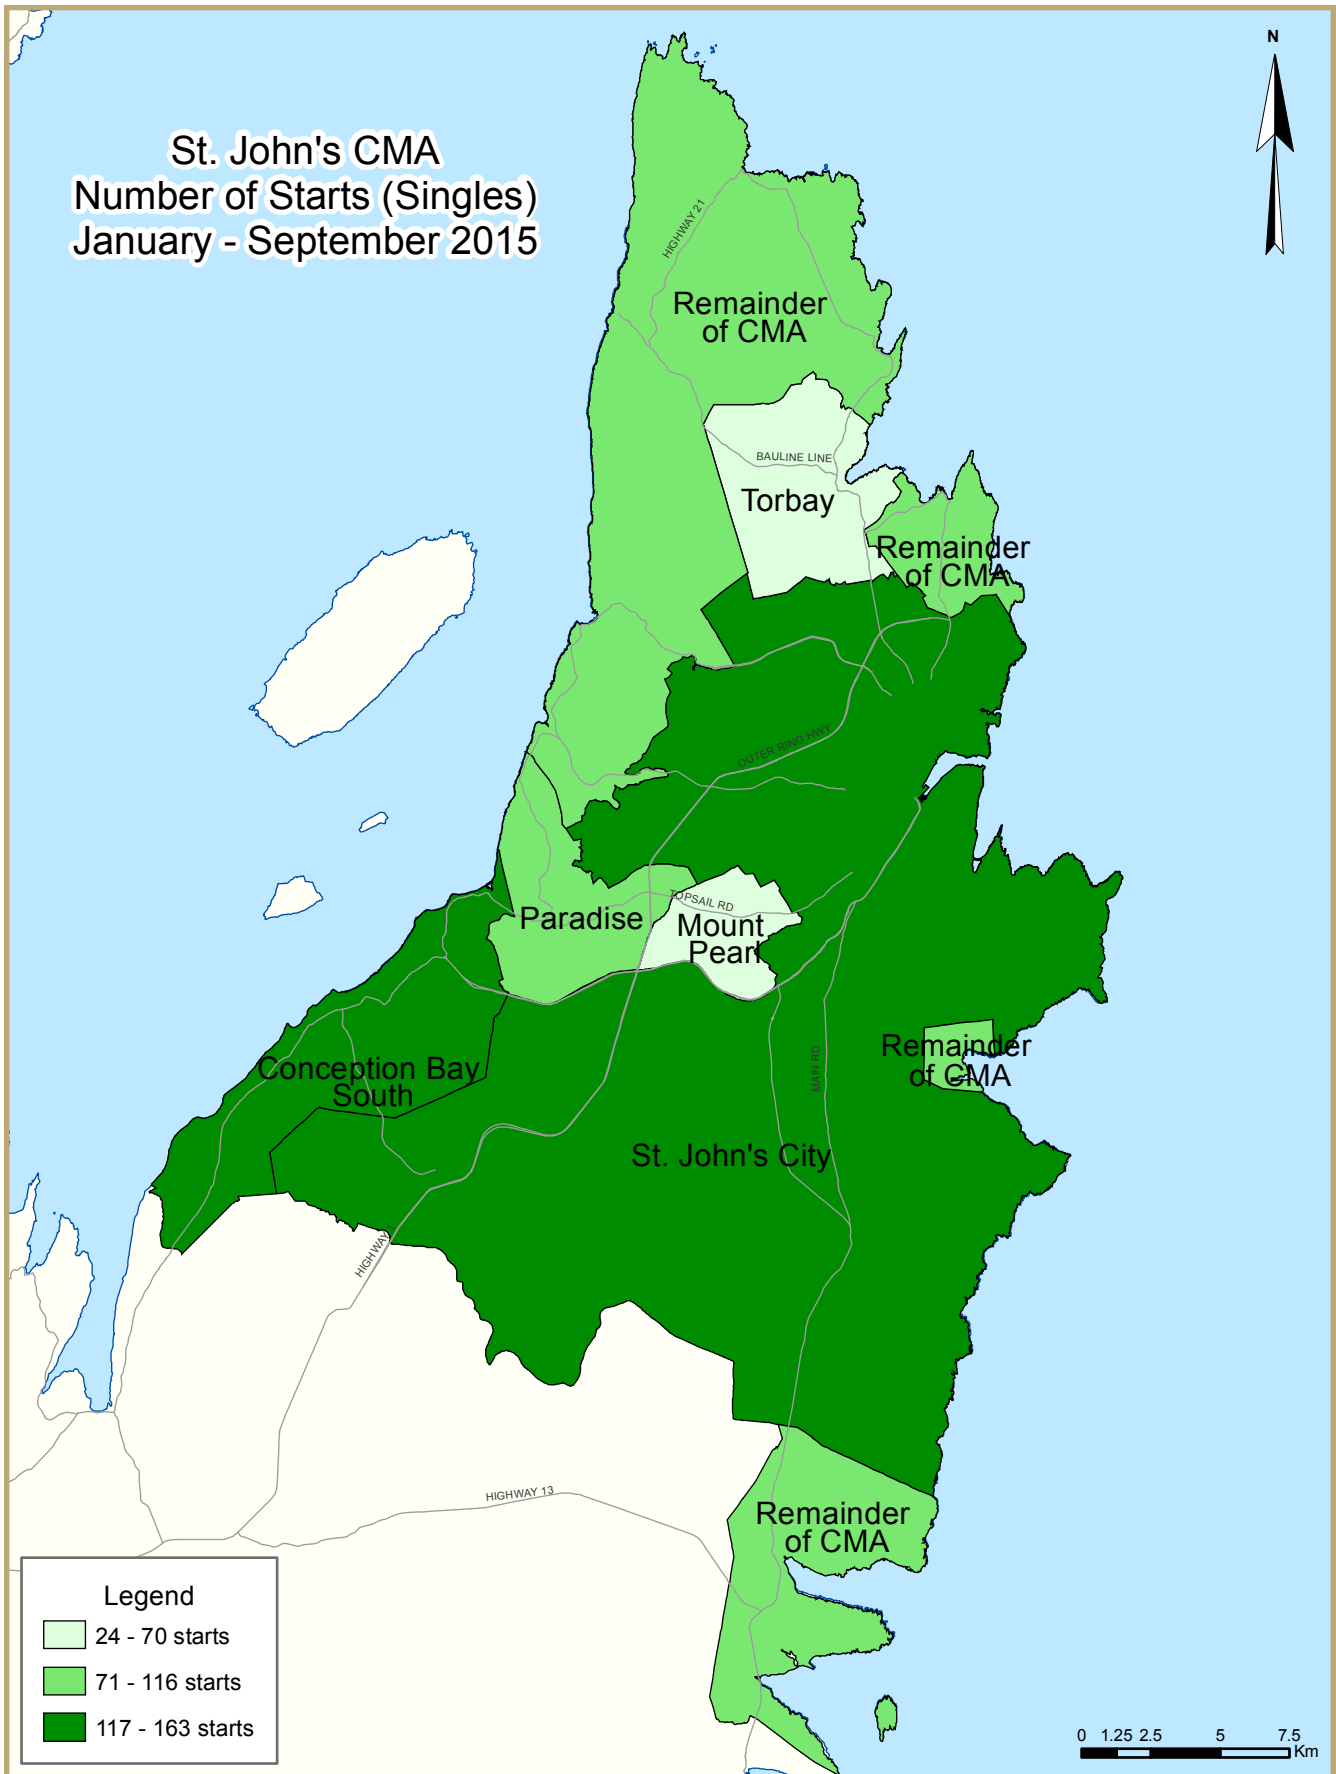 N
St. John's CMA
Number of Starts (Singles)
January - September 2015
HIGHWAY 21
Remainder
of CMA
BAULINE LINE
Torbay
Remainder
of CMA
OUTER RING HWY
TOPSAIL RD
Paradise
Mount
Pearl
Remainder
of CMA
MAIN RD
Conception Bay
South
St. John's City
HIGHWAY 1
HIGHWAY 13
Remainder
of CMA
Legend
24 - 70 starts
71 - 116 starts
117 - 163 starts
0 1.25 2.5 5 7.5
Km